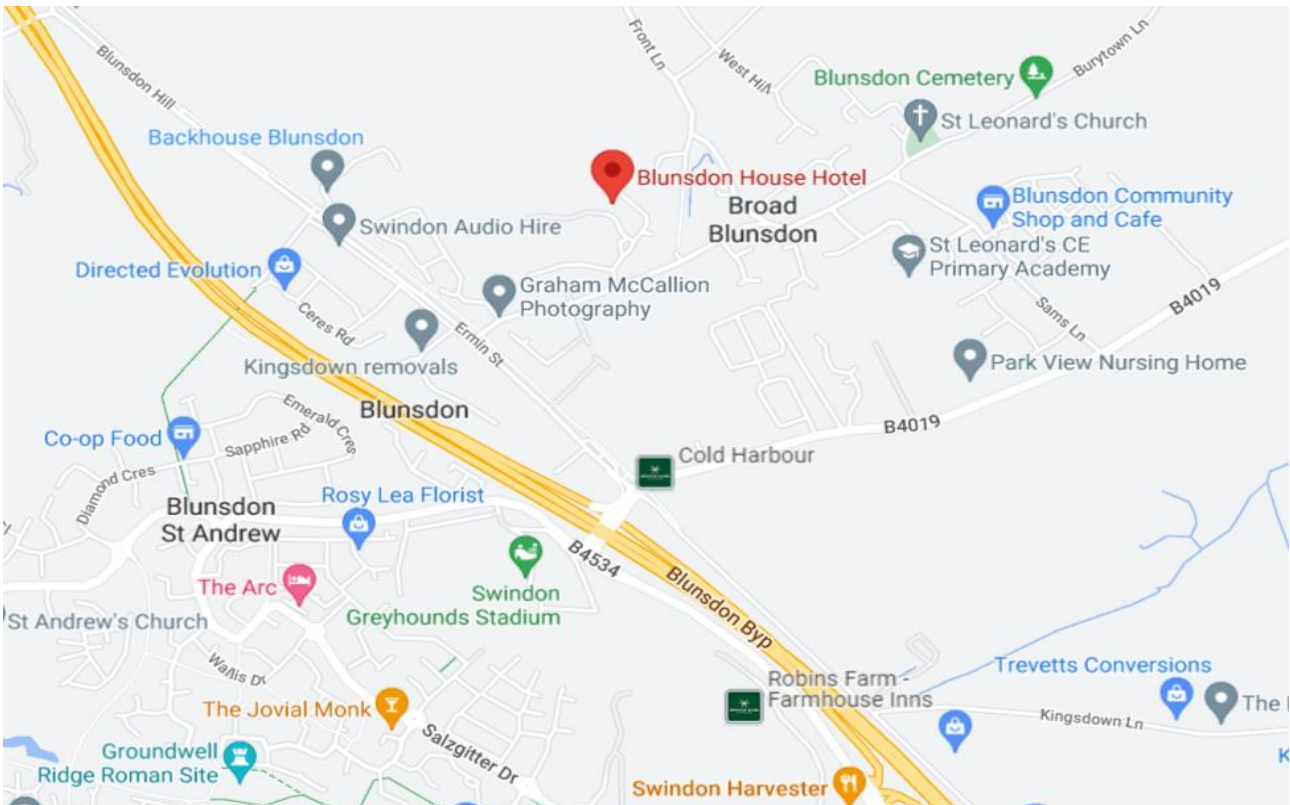 Front Ln
West Hill
Burytown Ln
Blunsdon Hill
Blunsdon Cemetery
St Leonard's Church
Backhouse Blunsdon
Blunsdon House Hotel
Broad
Blunsdon
Blunsdon Community
Shop and Cafe
Swindon Audio Hire
St Leonard's CE
Primary Academy
Directed Evolution
Graham McCallion
Photography
Ceres Rd
Ermin St
Sams Ln
B4019
Kingsdown removals
Park View Nursing Home
Blunsdon
Emerald Cres
Co-op Food
Sapphire Rd
B4019
Diamond Cres
Cold Harbour
Rosy Lea Florist
Blunsdon
St Andrew
B4534
The Arc
Swindon
Greyhounds Stadium
Blunsdon Byp
St Andrew's Church
Wallis Dr
Robins Farm -
Farmhouse Inns
Trevetts Conversions
The Jovial Monk
Kingsdown Ln
The
Salzgitter Dr
Groundwell
Ridge Roman Site
K
Swindon Harvester